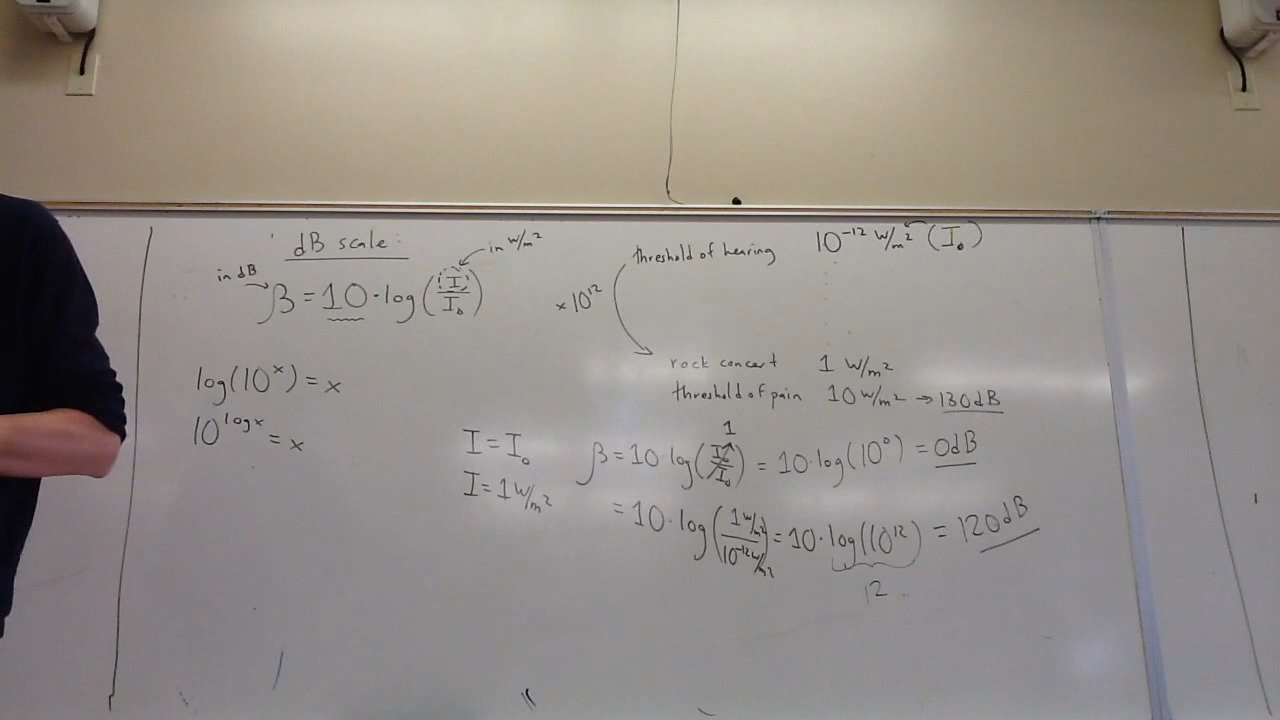 dB scale:
in dB
in W/m²
β = 10 · log(I/I₀)
log(10ˣ) = x
10^(log x) = x
threshold of hearing 10⁻¹² W/m² (I₀)
× 10¹²
rock concert 1 W/m²
threshold of pain 10 W/m² → 130 dB
1
I = I₀ β = 10 · log(I₀/I₀) = 10 · log(10⁰) = 0 dB
I = 1 W/m² = 10 · log(1 W/m² / 10⁻¹² W/m²) = 10 · log(10¹²) = 120 dB
12